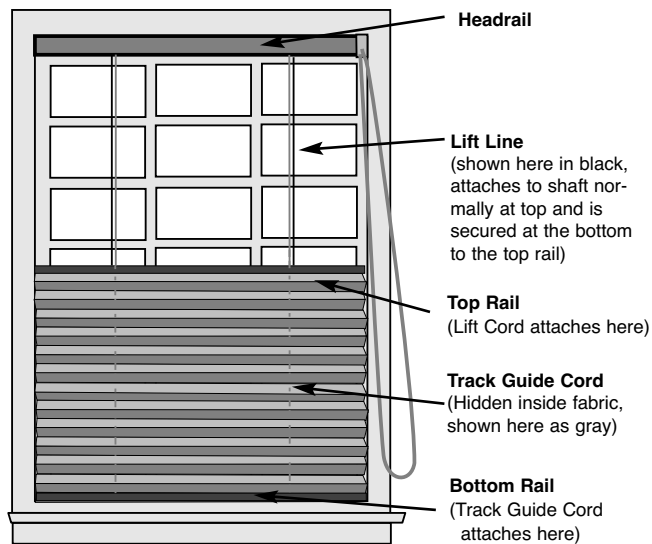 Headrail
Lift Line
(shown here in black,
attaches to shaft nor-
mally at top and is
secured at the bottom
to the top rail)
Top Rail
(Lift Cord attaches here)
Track Guide Cord
(Hidden inside fabric,
shown here as gray)
Bottom Rail
(Track Guide Cord
attaches here)